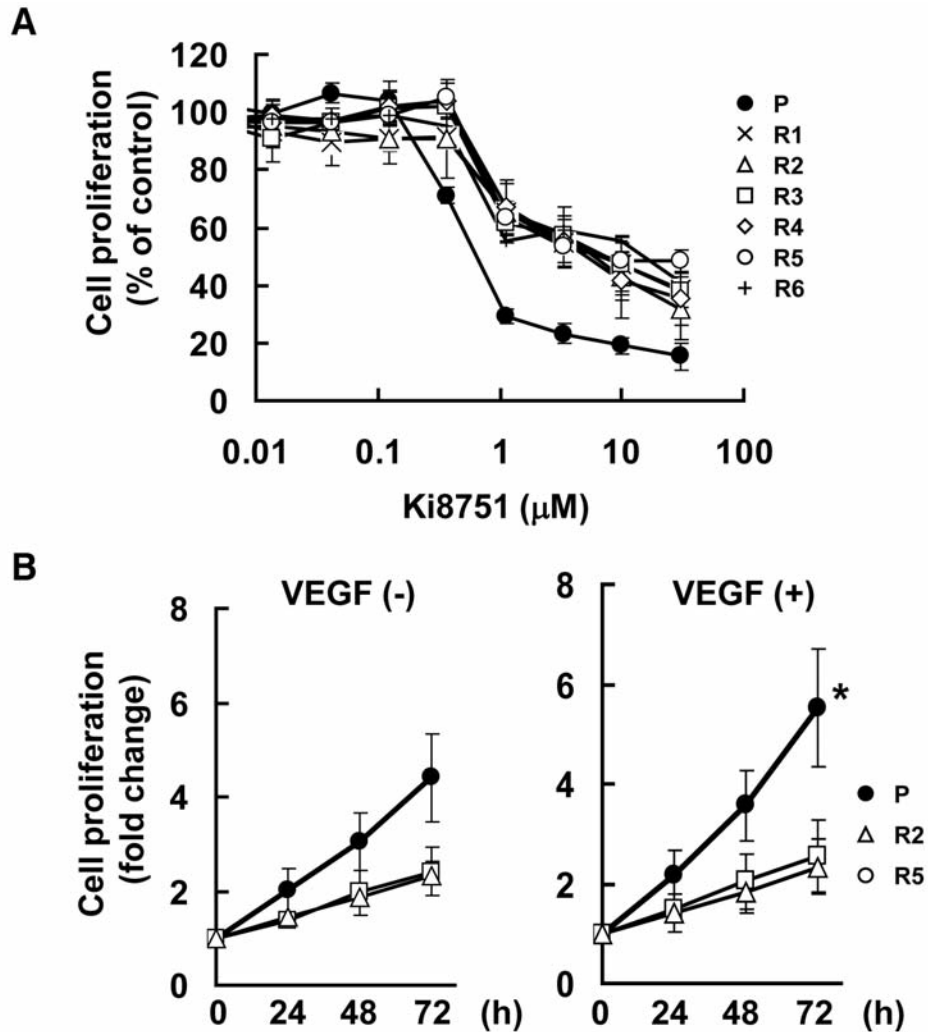 A
Cell proliferation
(% of control)
120
100
80
60
40
20
0
0.01 0.1 1 10 100
Ki8751 (μM)
P
R1
R2
R3
R4
R5
R6
B
VEGF (-)
Cell proliferation
(fold change)
8
6
4
2
0
0 24 48 72 (h)
VEGF (+)
8
6
4
2
0
*
0 24 48 72 (h)
P
R2
R5